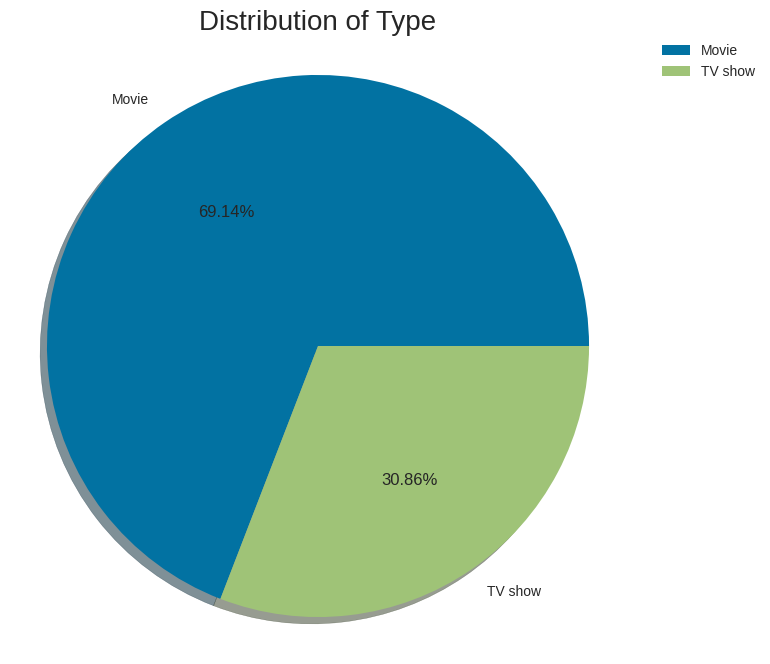 Distribution of Type
Movie
TV show
Movie
69.14%
30.86%
TV show